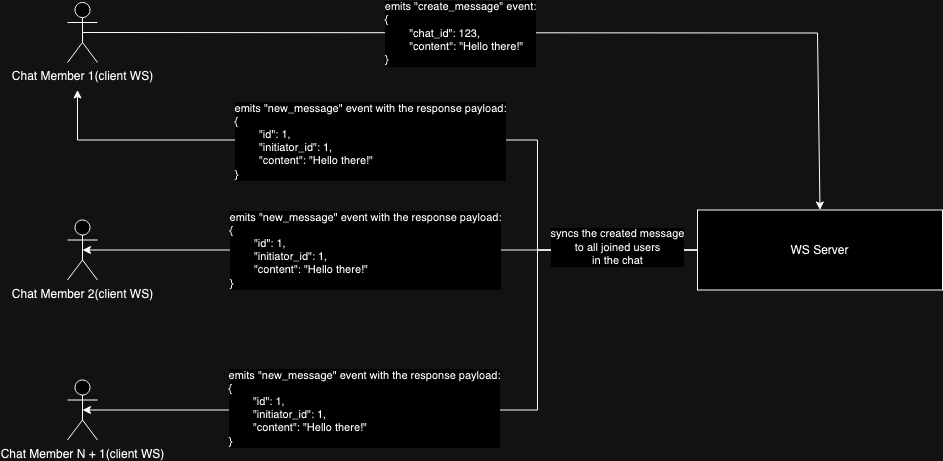 emits "create_message" event:
{
"chat_id": 123,
"content": "Hello there!"
}
Chat Member 1(client WS)
emits "new_message" event with the response payload:
{
"id": 1,
"initiator_id": 1,
"content": "Hello there!"
}
emits "new_message" event with the response payload:
{
"id": 1,
"initiator_id": 1,
"content": "Hello there!"
}
Chat Member 2(client WS)
syncs the created message
to all joined users
in the chat
WS Server
emits "new_message" event with the response payload:
{
"id": 1,
"initiator_id": 1,
"content": "Hello there!"
}
Chat Member N + 1(client WS)